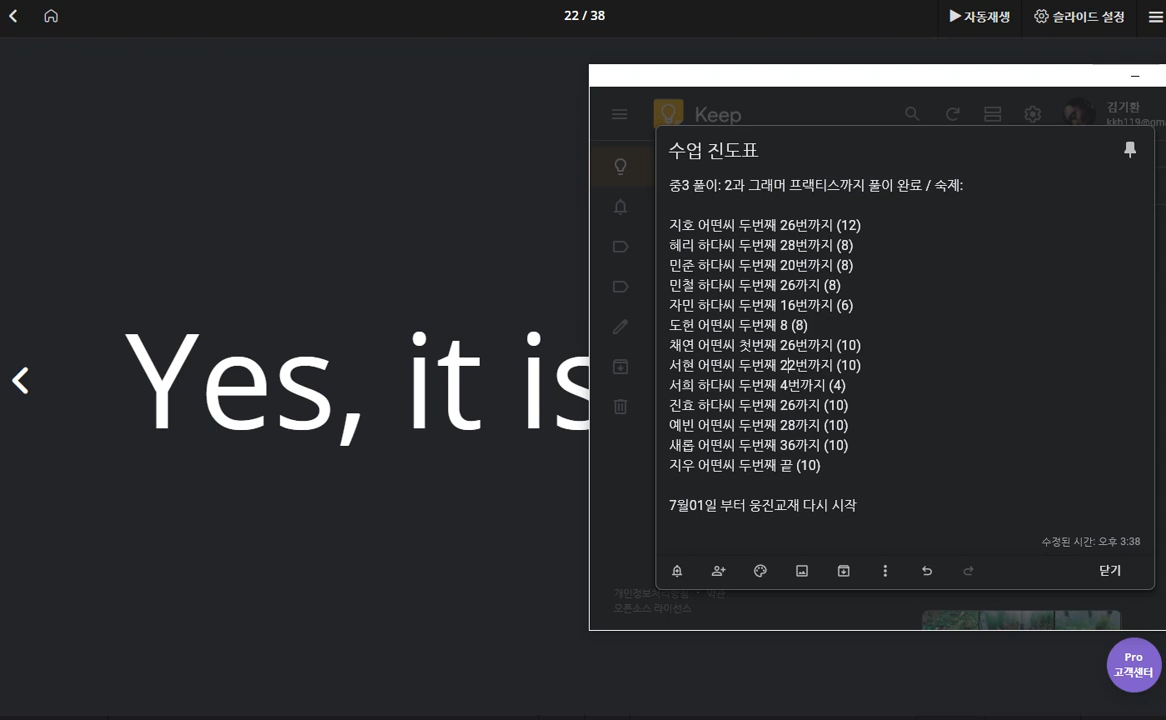 22 / 38
자동재생
슬라이드 설정
Yes, it is
Keep
김기환
수업 진도표
중3 풀이: 2과 그래머 프랙티스까지 풀이 완료 / 숙제:
지호 어떤씨 두번째 26번까지 (12)
혜리 하다씨 두번째 28번까지 (8)
민준 하다씨 두번째 20번까지 (8)
민철 하다씨 두번째 26까지 (8)
자민 하다씨 두번째 16번까지 (6)
도헌 어떤씨 두번째 8 (8)
채연 어떤씨 첫번째 26번까지 (10)
서현 어떤씨 두번째 22번까지 (10)
서희 하다씨 두번째 4번까지 (4)
진효 하다씨 두번째 26까지 (10)
예빈 어떤씨 두번째 28까지 (10)
새롭 어떤씨 두번째 36까지 (10)
지우 어떤씨 두번째 끝 (10)
7월01일 부터 웅진교재 다시 시작
수정된 시간: 오후 3:38
닫기
약관
오픈소스 라이선스
Pro
고객센터